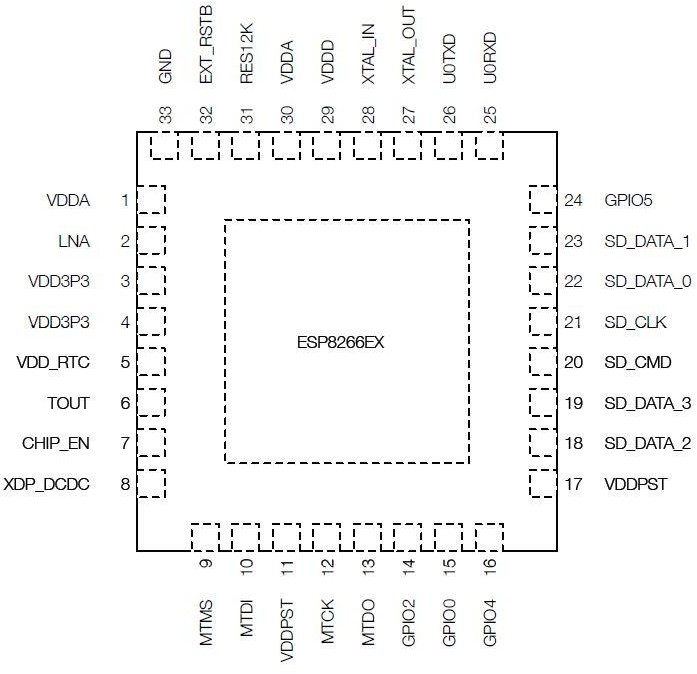 GND EXT_RSTB RES12K VDDA VDDD XTAL_IN XTAL_OUT U0TXD U0RXD
33 32 31 30 29 28 27 26 25
VDDA 1 24 GPIO5
LNA 2 23 SD_DATA_1
VDD3P3 3 22 SD_DATA_0
VDD3P3 4 21 SD_CLK
ESP8266EX
VDD_RTC 5 20 SD_CMD
TOUT 6 19 SD_DATA_3
CHIP_EN 7 18 SD_DATA_2
XDP_DCDC 8 17 VDDPST
9 10 11 12 13 14 15 16
MTMS MTDI VDDPST MTCK MTDO GPIO2 GPIO0 GPIO4